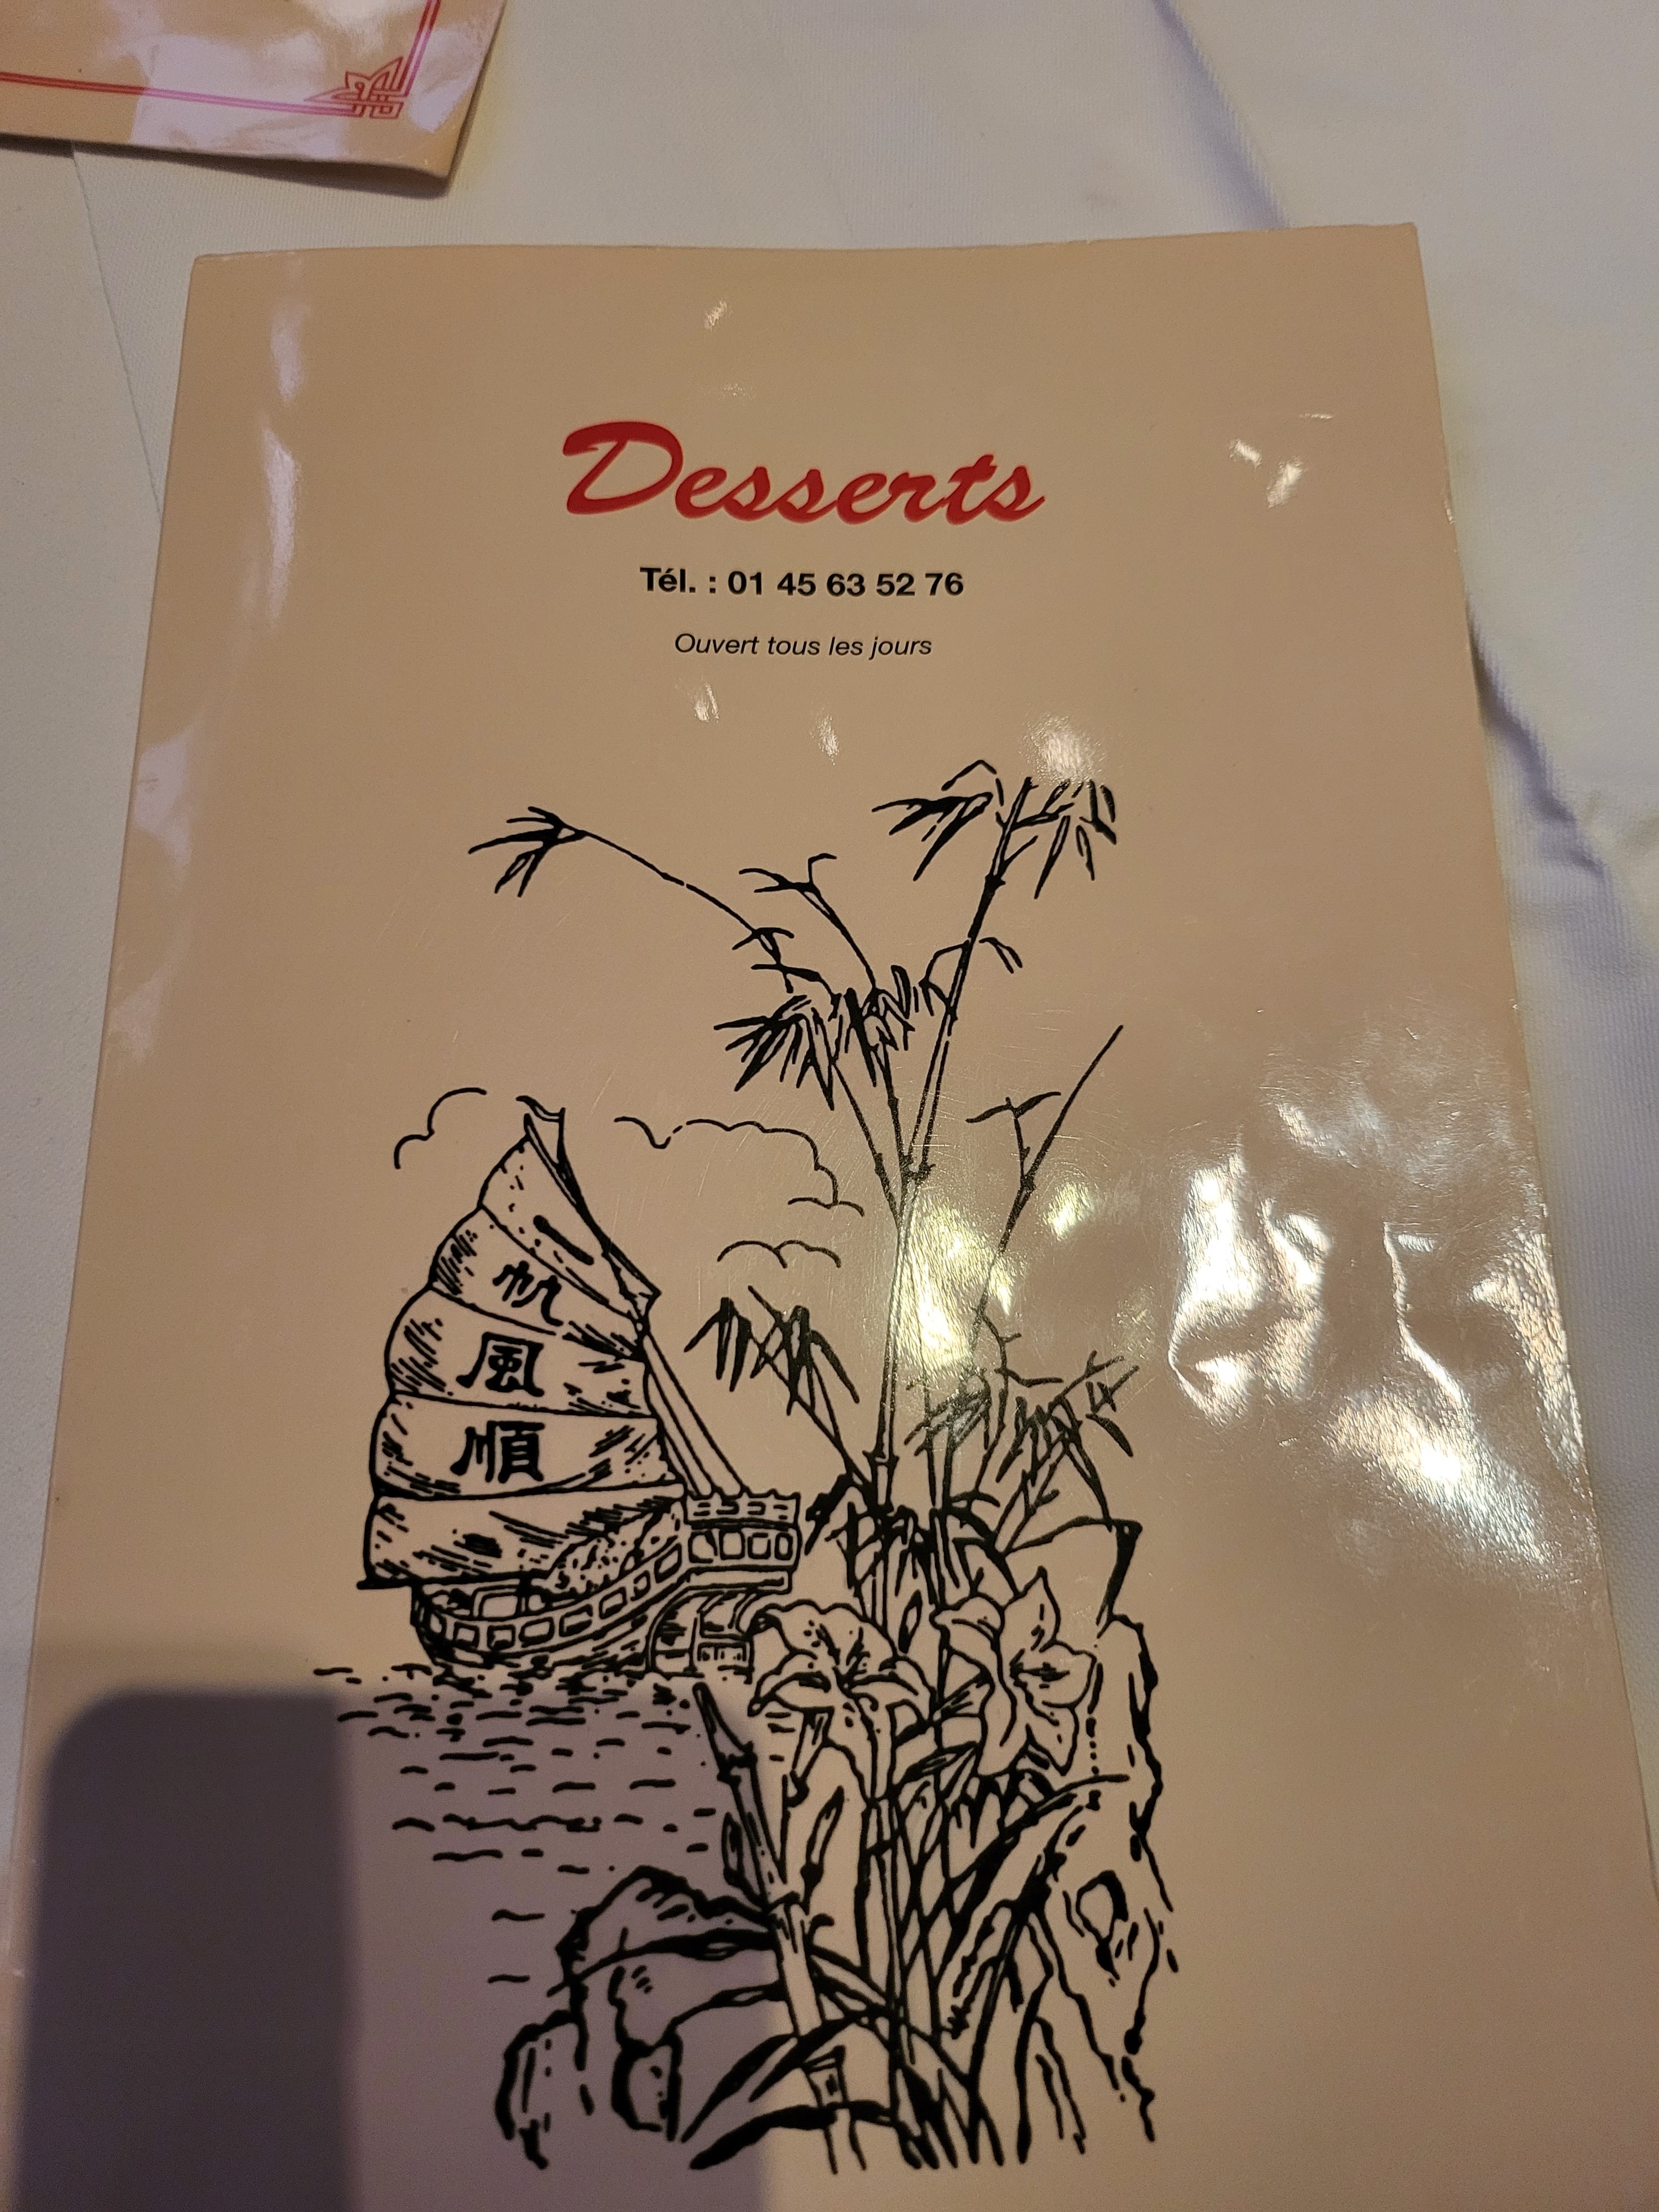 Desserts
Tél. : 01 45 63 52 76
Ouvert tous les jours
一
帆
風
順